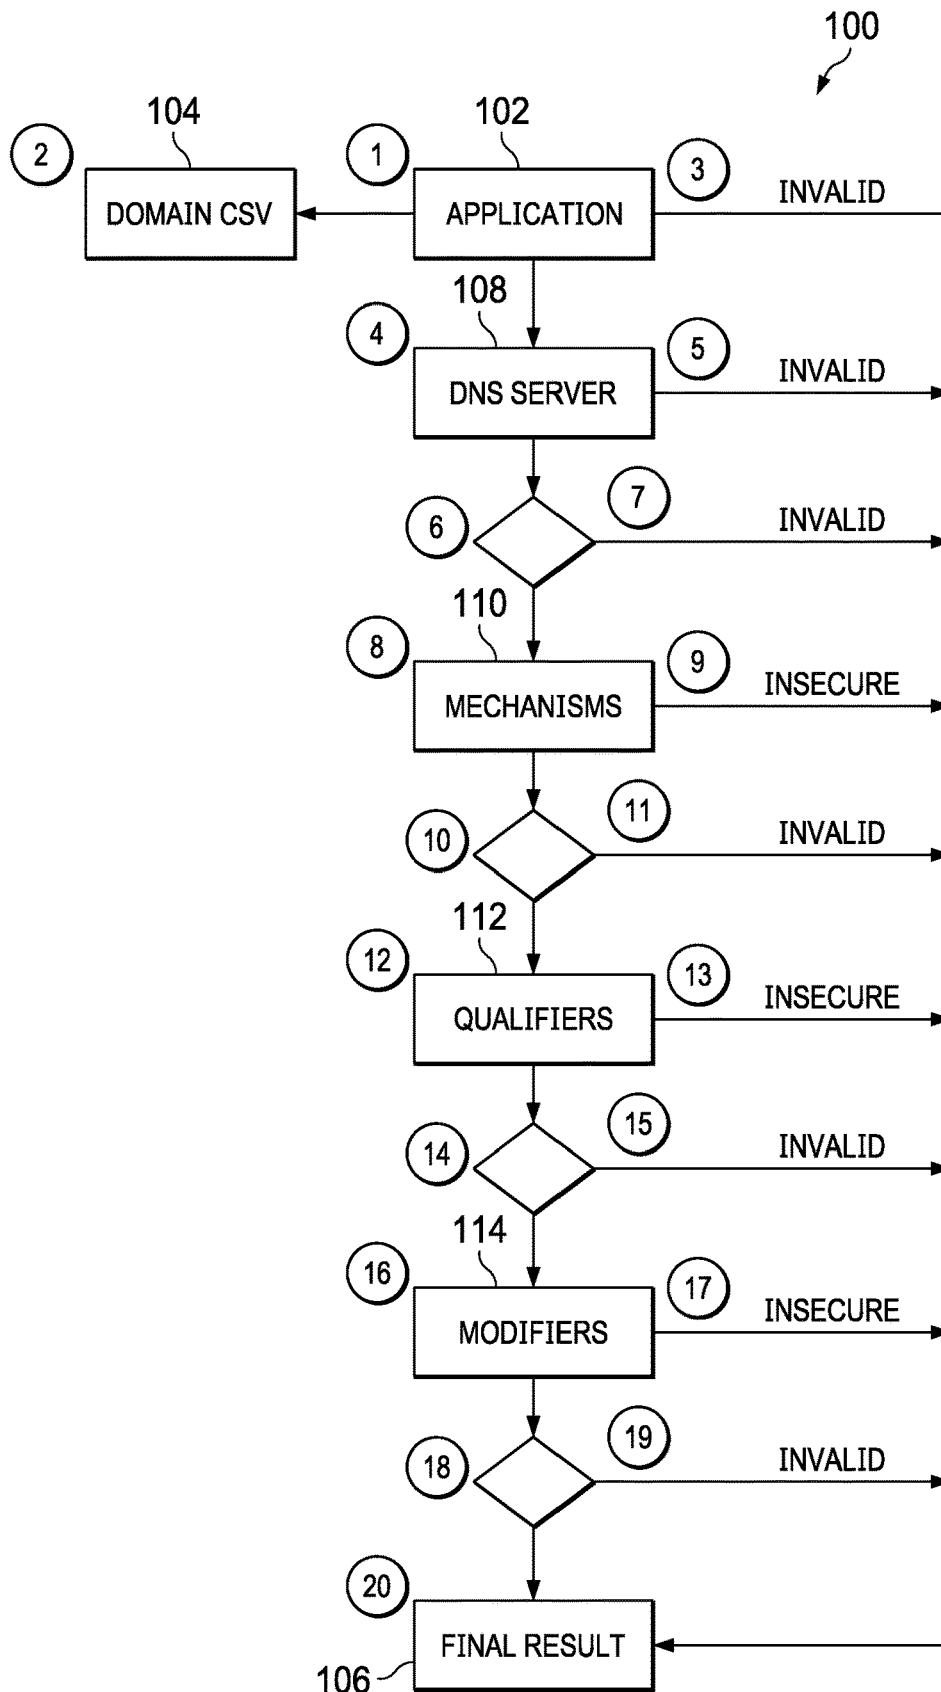 100
104
102
2
1
3
INVALID
DOMAIN CSV
APPLICATION
108
4
5
INVALID
DNS SERVER
6
7
INVALID
110
8
9
INSECURE
MECHANISMS
10
11
INVALID
112
12
13
INSECURE
QUALIFIERS
14
15
INVALID
114
16
17
INSECURE
MODIFIERS
18
19
INVALID
20
FINAL RESULT
106